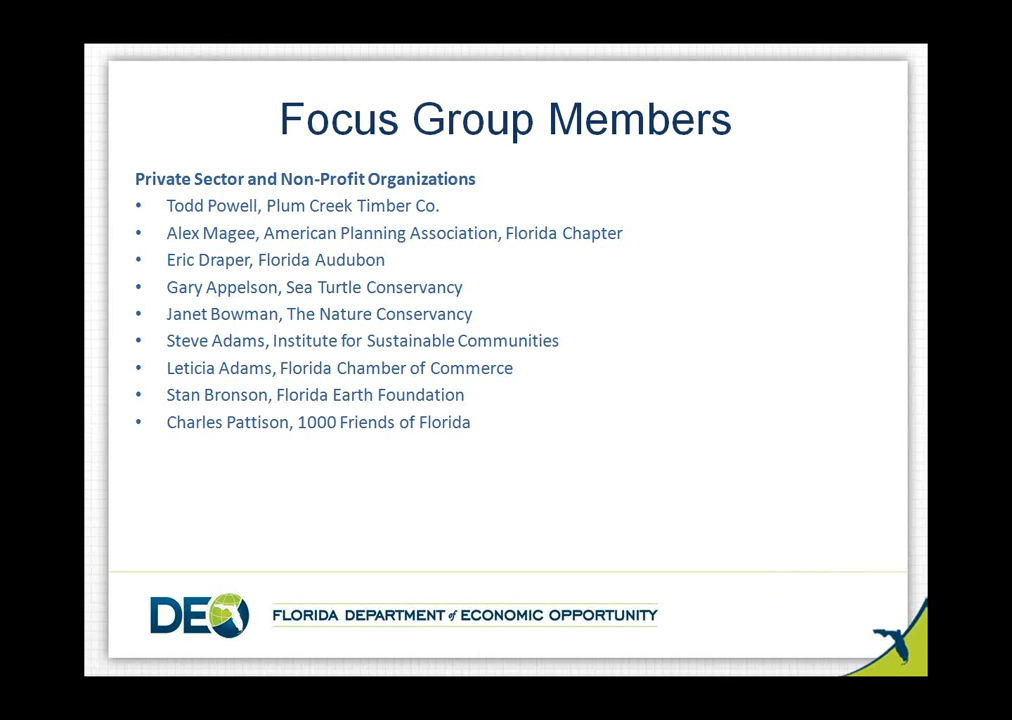 Focus Group Members
Private Sector and Non-Profit Organizations
• Todd Powell, Plum Creek Timber Co.
• Alex Magee, American Planning Association, Florida Chapter
• Eric Draper, Florida Audubon
• Gary Appelson, Sea Turtle Conservancy
• Janet Bowman, The Nature Conservancy
• Steve Adams, Institute for Sustainable Communities
• Leticia Adams, Florida Chamber of Commerce
• Stan Bronson, Florida Earth Foundation
• Charles Pattison, 1000 Friends of Florida
DEO
FLORIDA DEPARTMENT of ECONOMIC OPPORTUNITY